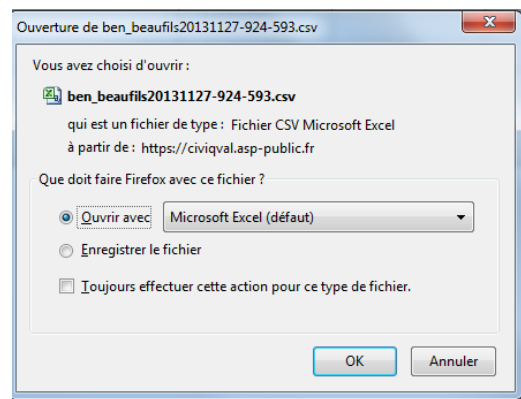 Ouverture de ben_beaufils20131127-924-593.csv
Vous avez choisi d'ouvrir :
ben_beaufils20131127-924-593.csv
qui est un fichier de type : Fichier CSV Microsoft Excel
à partir de : https://civiqval.asp-public.fr
Que doit faire Firefox avec ce fichier ?
Ouvrir avec Microsoft Excel (défaut)
Enregistrer le fichier
Toujours effectuer cette action pour ce type de fichier.
OK Annuler